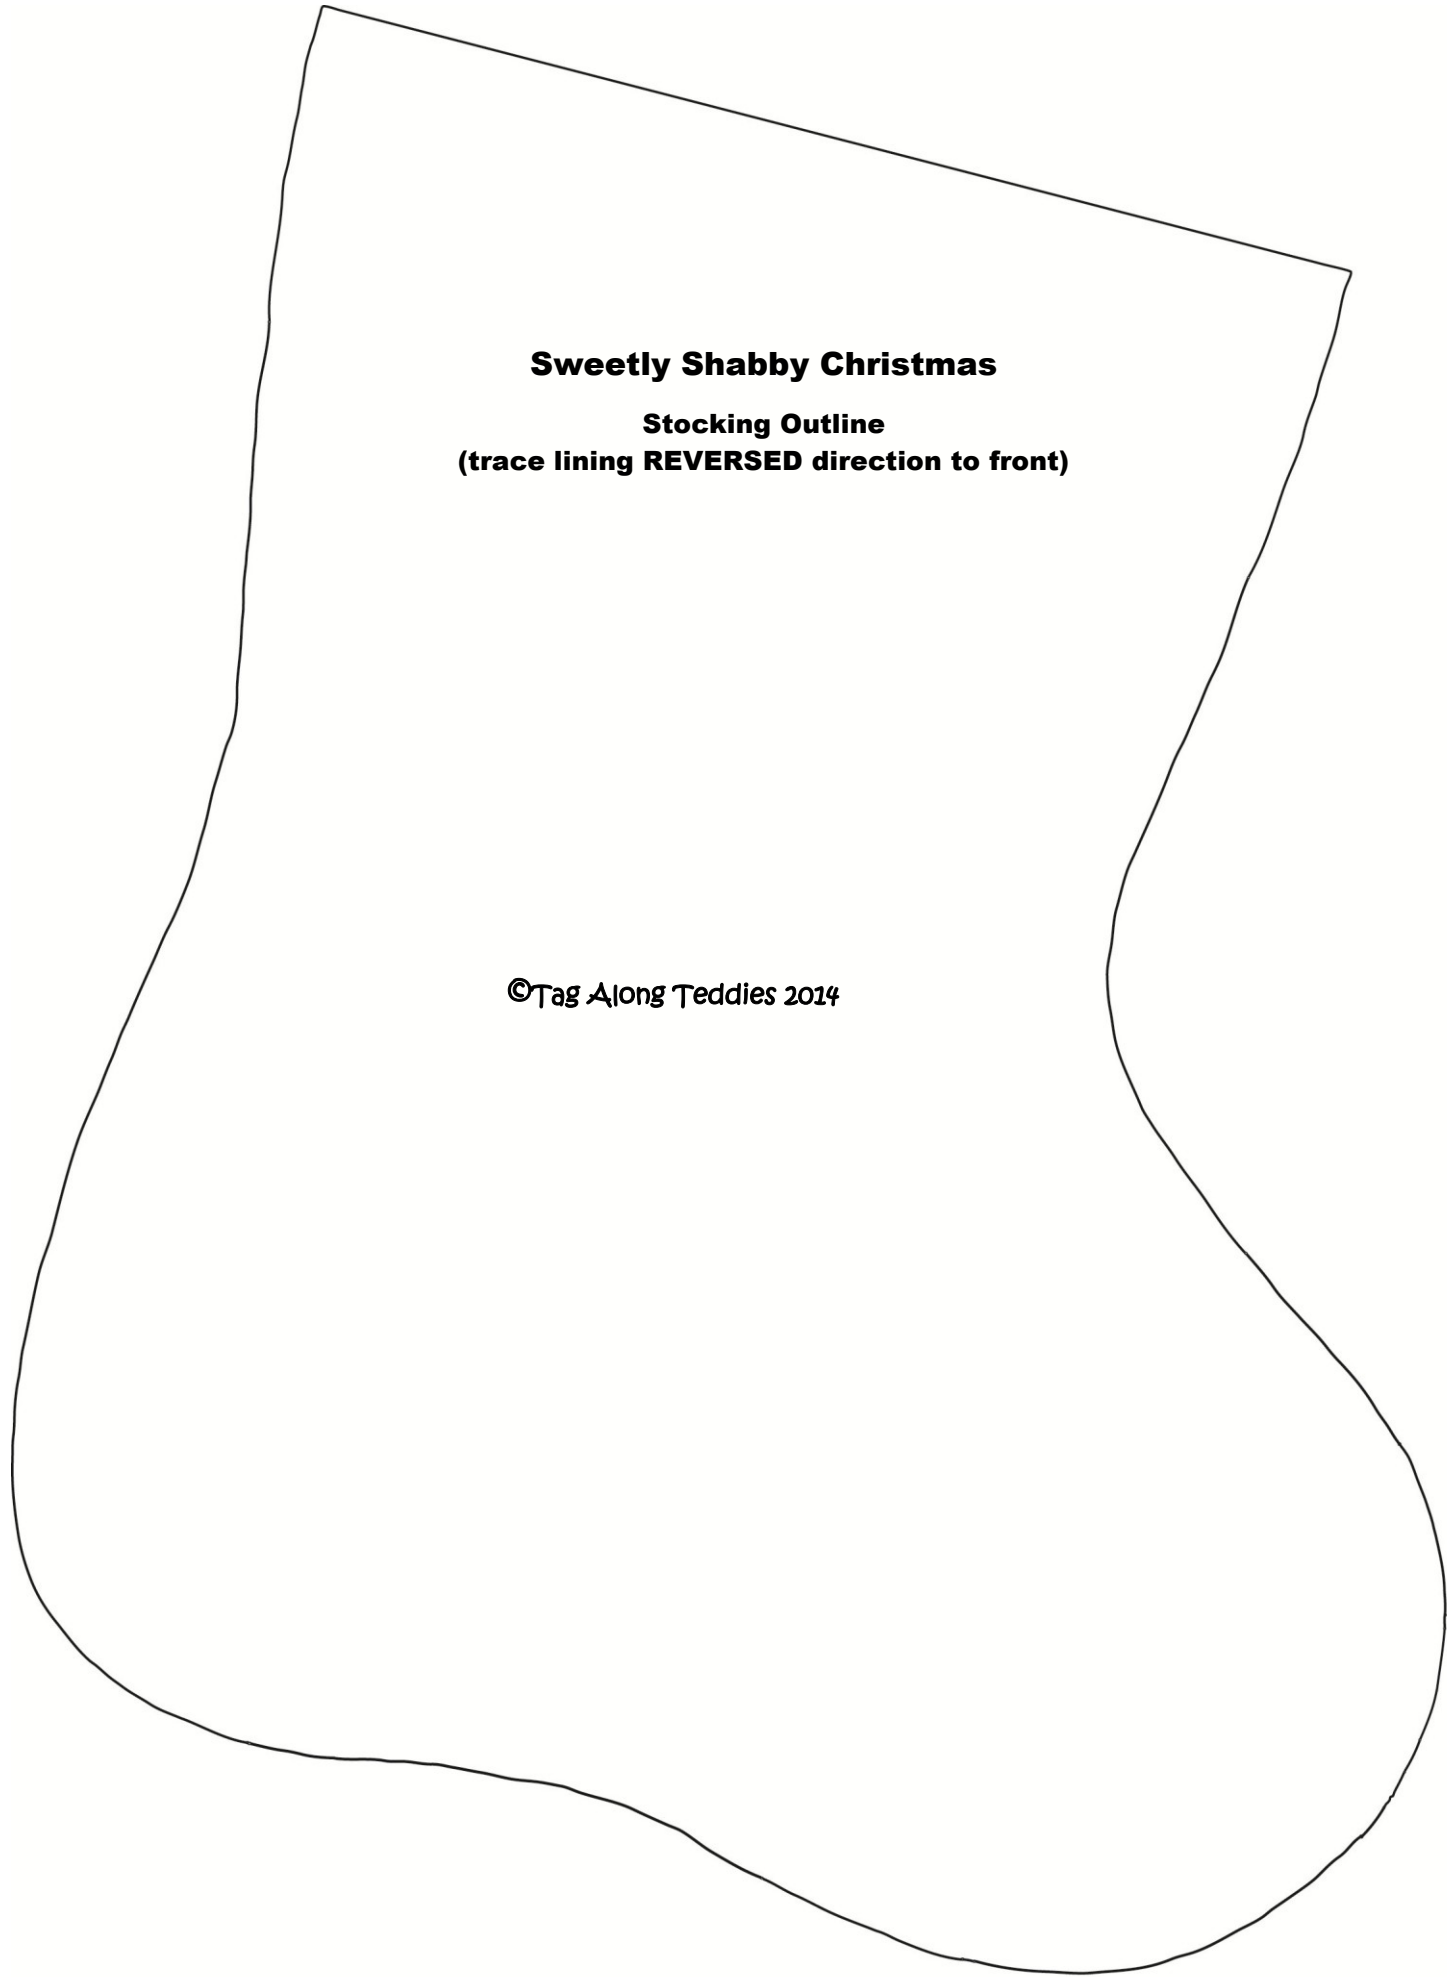 Sweetly Shabby Christmas
Stocking Outline
(trace lining REVERSED direction to front)
©Tag Along Teddies 2014